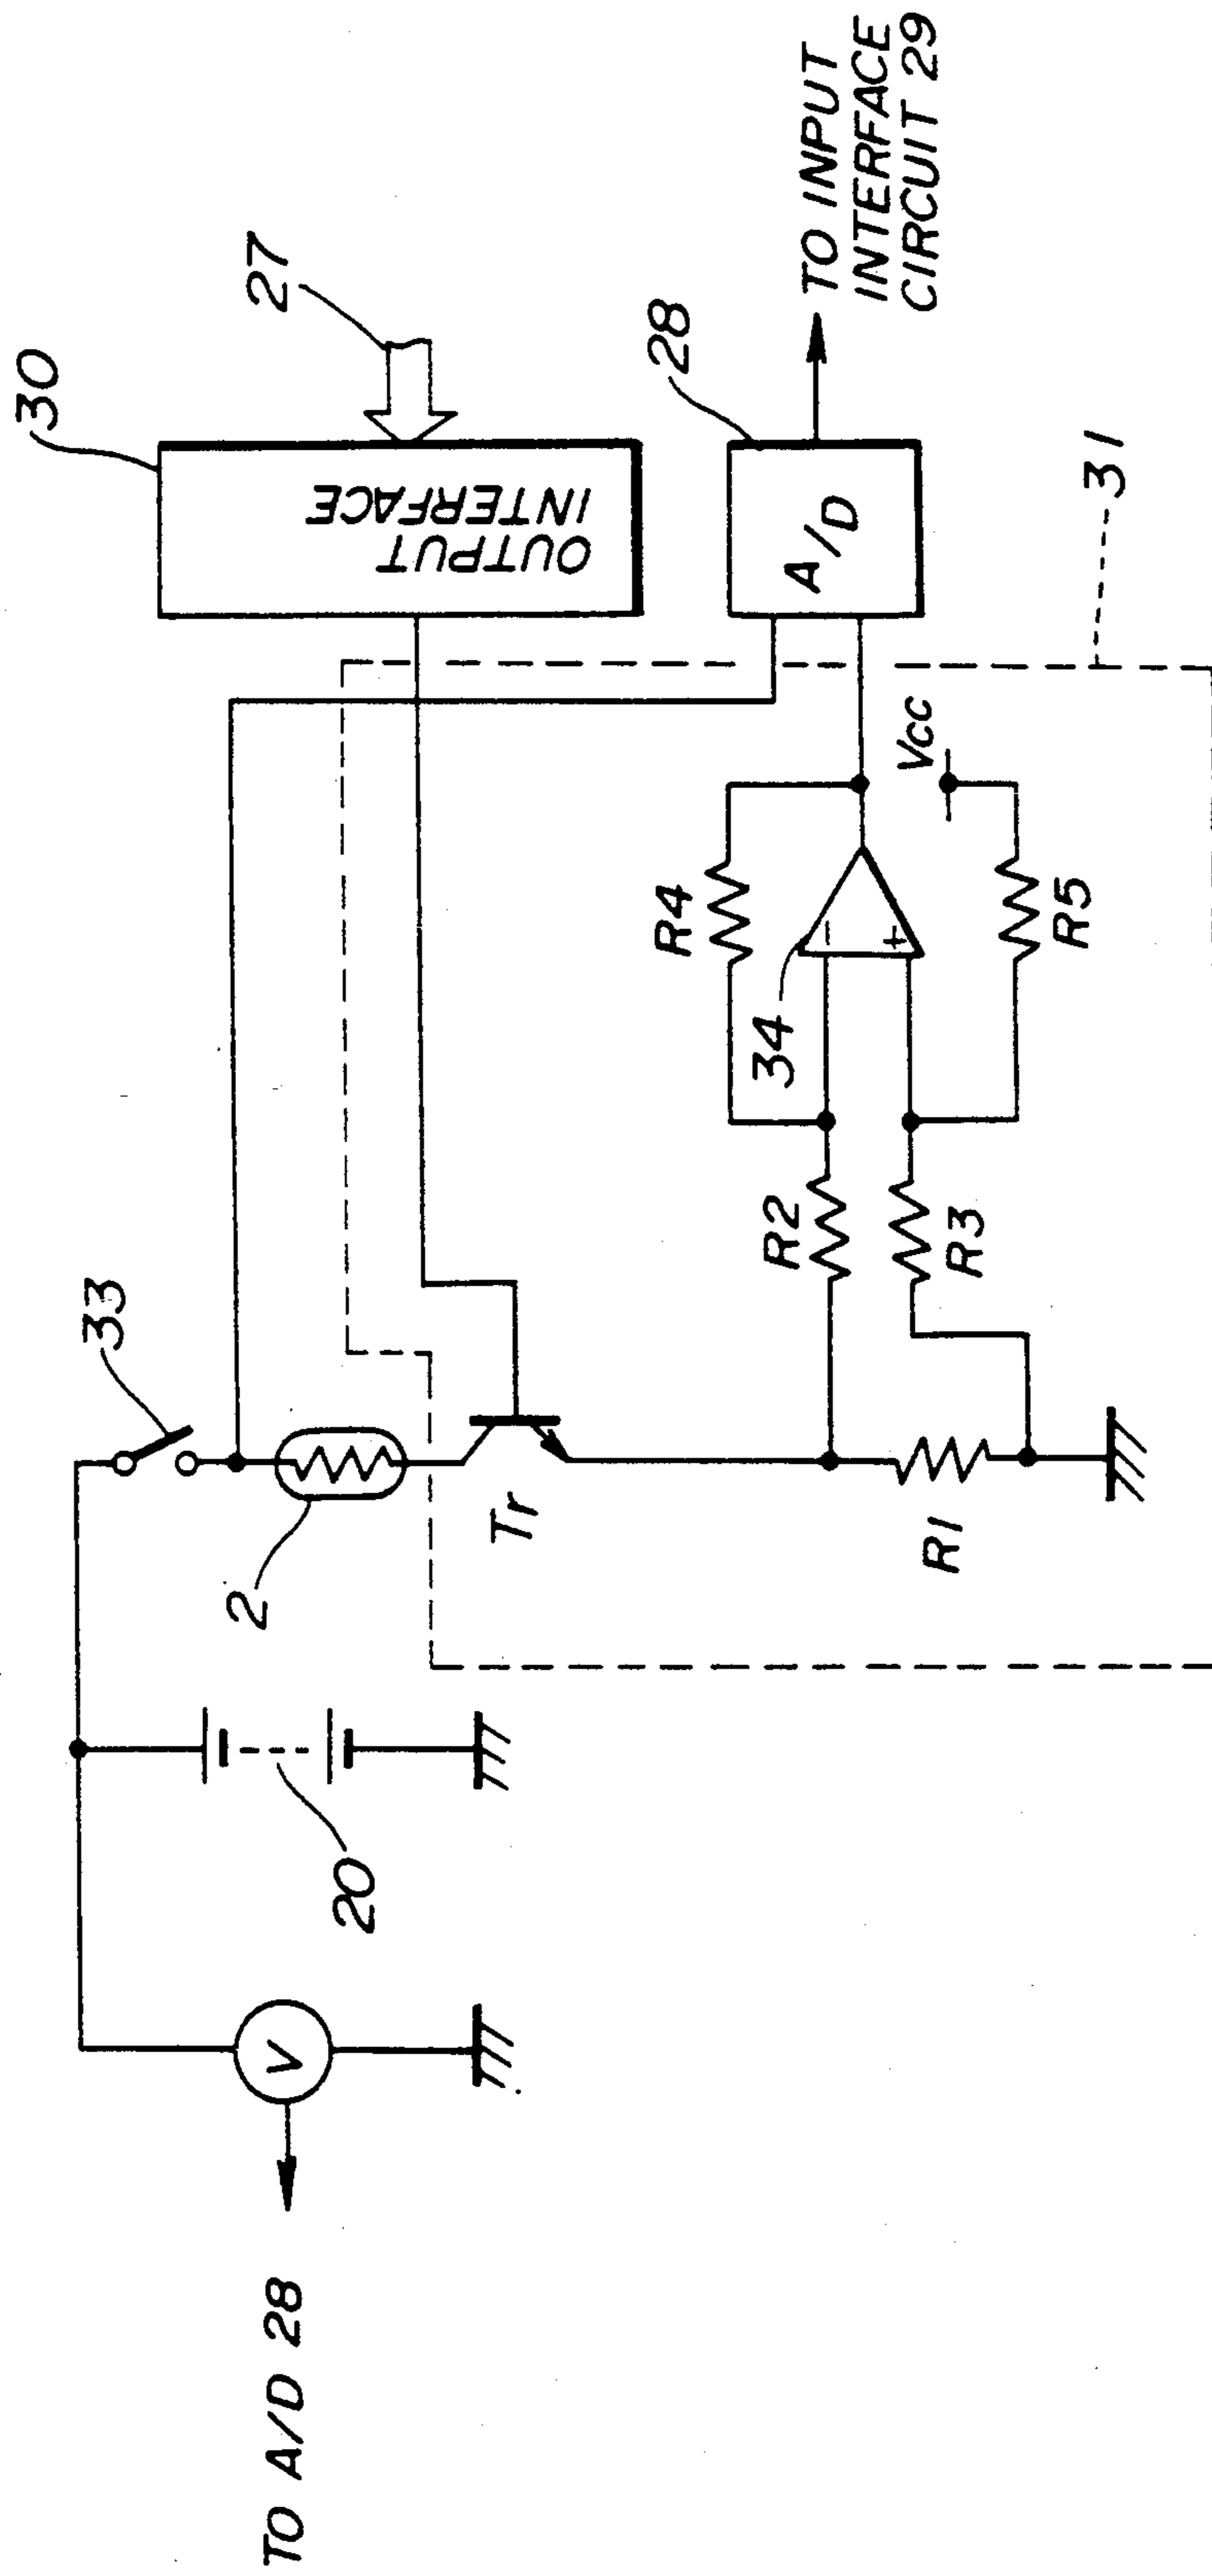 30
27
OUTPUT
INTERFACE
33
28
A/D
TO INPUT
INTERFACE
CIRCUIT 29
2
Tr
20
V
TO A/D 28
R4
34
−
+
Vcc
31
R2
R3
R5
R1